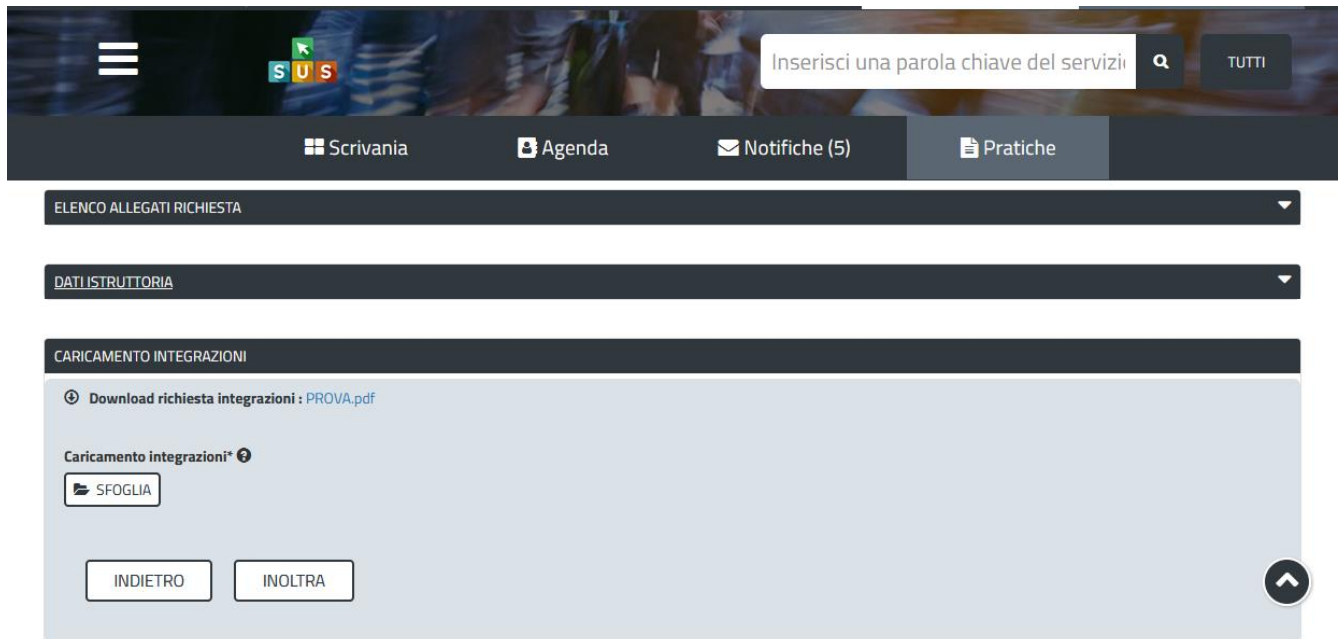 SUS
Inserisci una parola chiave del servizi
TUTTI
Scrivania
Agenda
Notifiche (5)
Pratiche
ELENCO ALLEGATI RICHIESTA
DATI ISTRUTTORIA
CARICAMENTO INTEGRAZIONI
Download richiesta integrazioni : PROVA.pdf
Caricamento integrazioni*
SFOGLIA
INDIETRO
INOLTRA